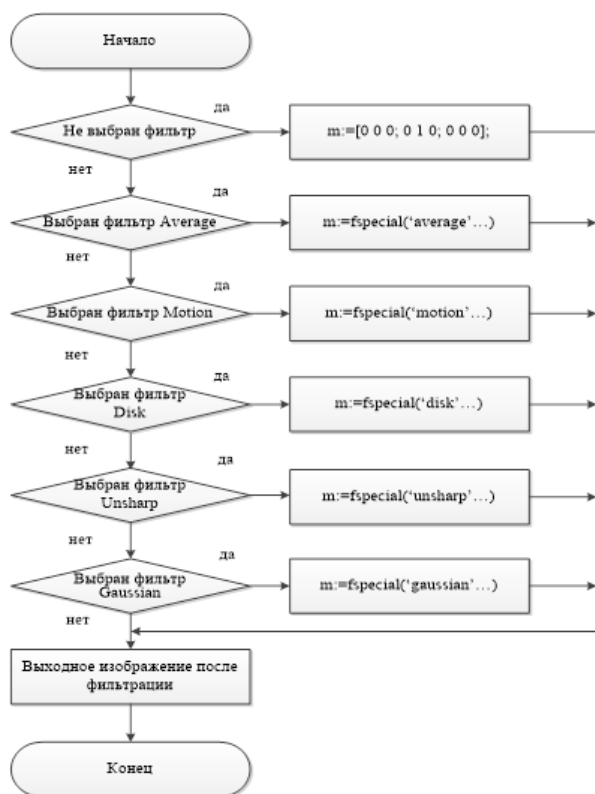 Начало
да
Не выбран фильтр
m:=[0 0 0; 0 1 0; 0 0 0];
нет
да
Выбран фильтр Average
m:=fspecial(‘average’…)
нет
да
Выбран фильтр Motion
m:=fspecial(‘motion’…)
нет
да
Выбран фильтр
Disk
m:=fspecial(‘disk’…)
нет
да
Выбран фильтр
Unsharp
m:=fspecial(‘unsharp’…)
нет
да
Выбран фильтр
Gaussian
m:=fspecial(‘gaussian’…)
нет
Выходное изображение после
фильтрации
Конец